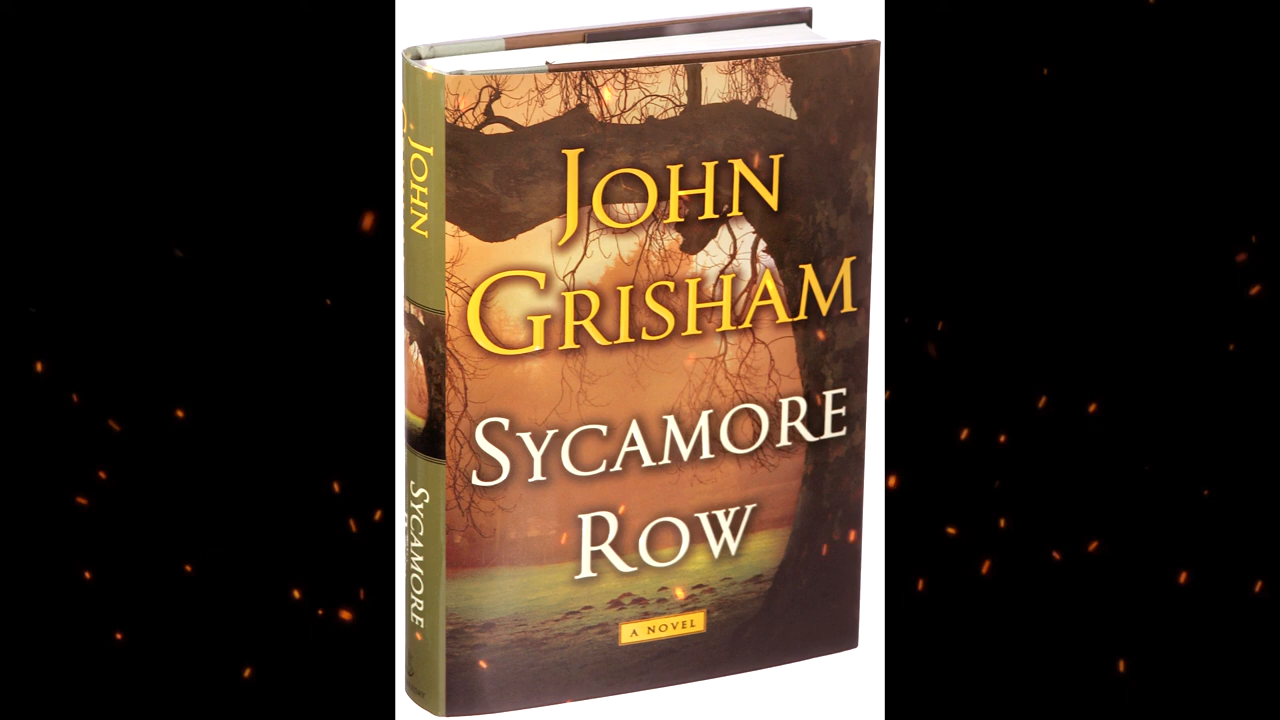 JOHN
GRISHAM
SYCAMORE
ROW
A NOVEL
JOHN
SYCAMORE